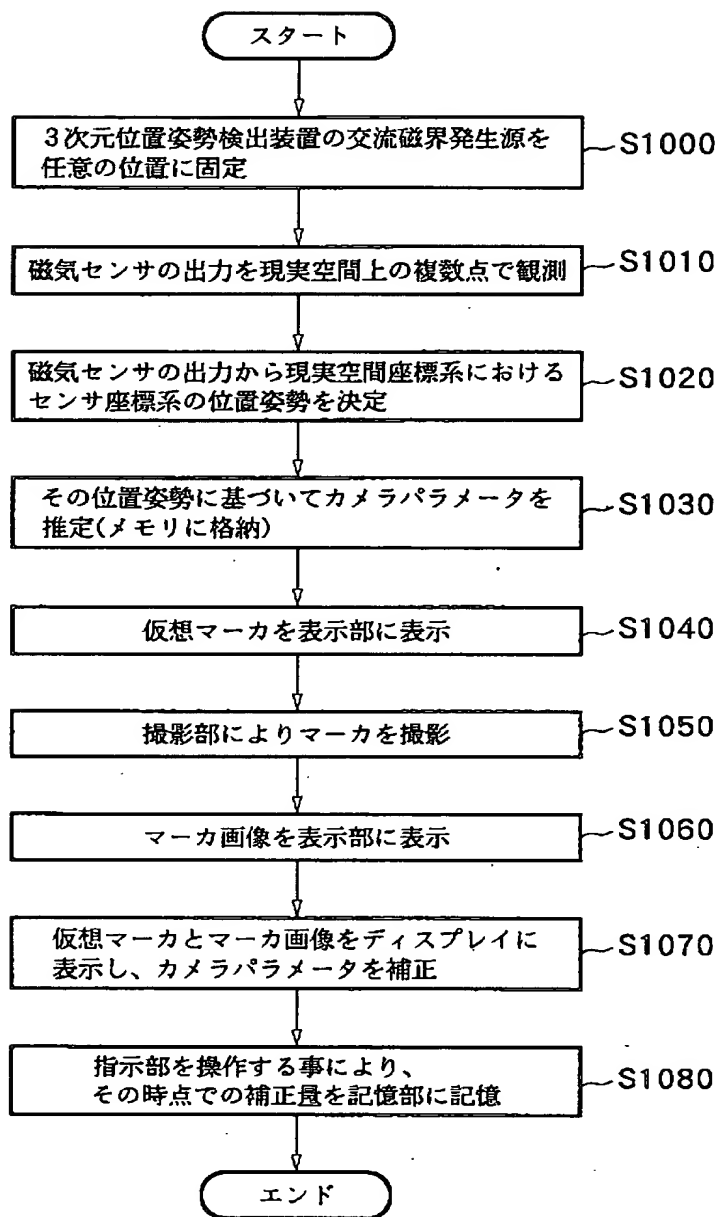 スタート
3次元位置姿勢検出装置の交流磁界発生源を
任意の位置に固定
S1000
磁気センサの出力を現実空間上の複数点で観測
S1010
磁気センサの出力から現実空間座標系における
センサ座標系の位置姿勢を決定
S1020
その位置姿勢に基づいてカメラパラメータを
推定(メモリに格納)
S1030
仮想マーカを表示部に表示
S1040
撮影部によりマーカを撮影
S1050
マーカ画像を表示部に表示
S1060
仮想マーカとマーカ画像をディスプレイに
表示し、カメラパラメータを補正
S1070
指示部を操作する事により、
その時点での補正量を記憶部に記憶
S1080
エンド